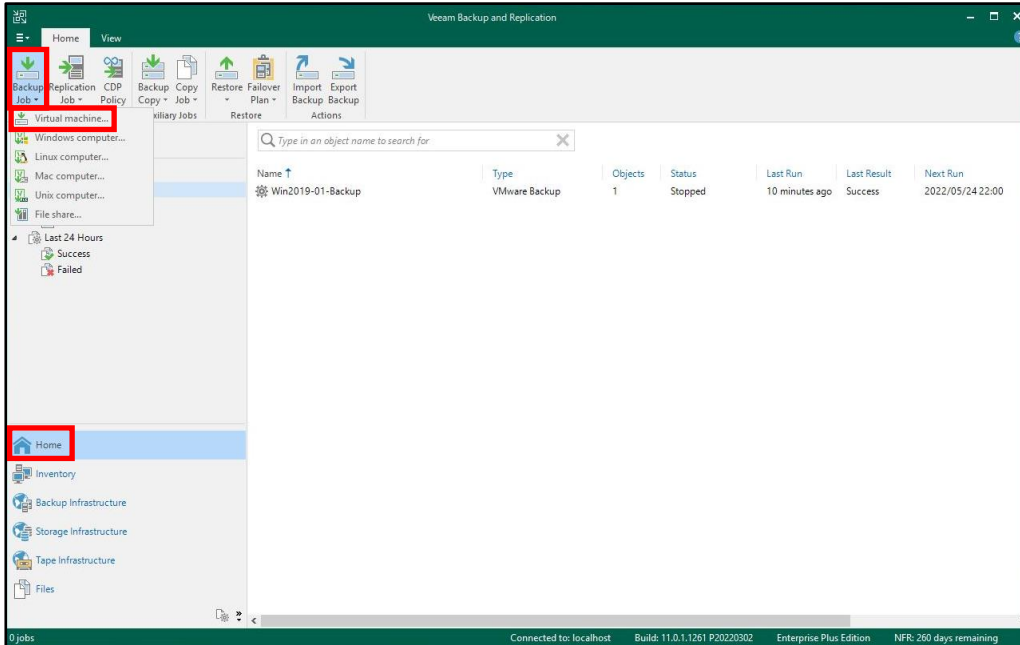 Veeam Backup and Replication
Home View
Backup Job Replication Job CDP Policy Backup Copy Copy Job Restore Failover Plan Import Backup Export Backup
Restore Actions
Virtual machine...
Windows computer...
Linux computer...
Mac computer...
Unix computer...
File share...
Last 24 Hours
Success
Failed
Type in an object name to search for
Name Type Objects Status Last Run Last Result Next Run
Win2019-01-Backup VMware Backup 1 Stopped 10 minutes ago Success 2022/05/24 22:00
Home
Inventory
Backup Infrastructure
Storage Infrastructure
Tape Infrastructure
Files
0 jobs Connected to: localhost Build: 11.0.1.1261 P20220302 Enterprise Plus Edition NFR: 260 days remaining